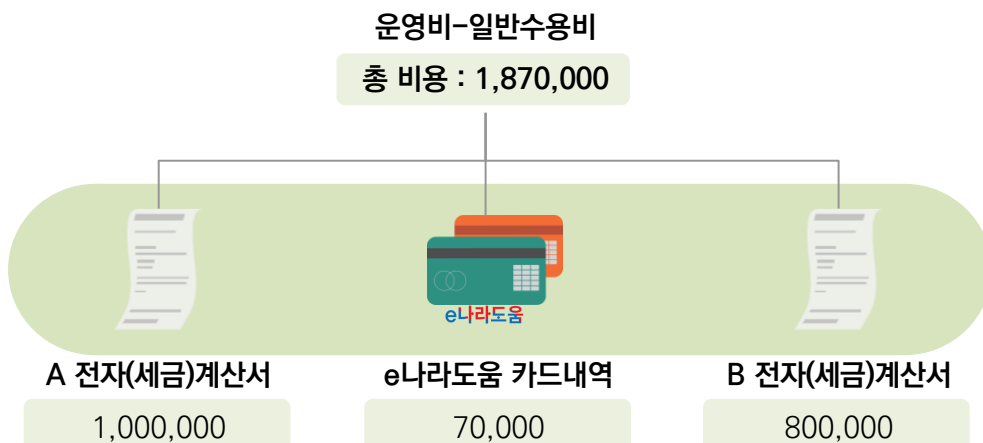 운영비-일반수용비
총 비용 : 1,870,000
e나라도움
A 전자(세금)계산서
e나라도움 카드내역
B 전자(세금)계산서
1,000,000
70,000
800,000